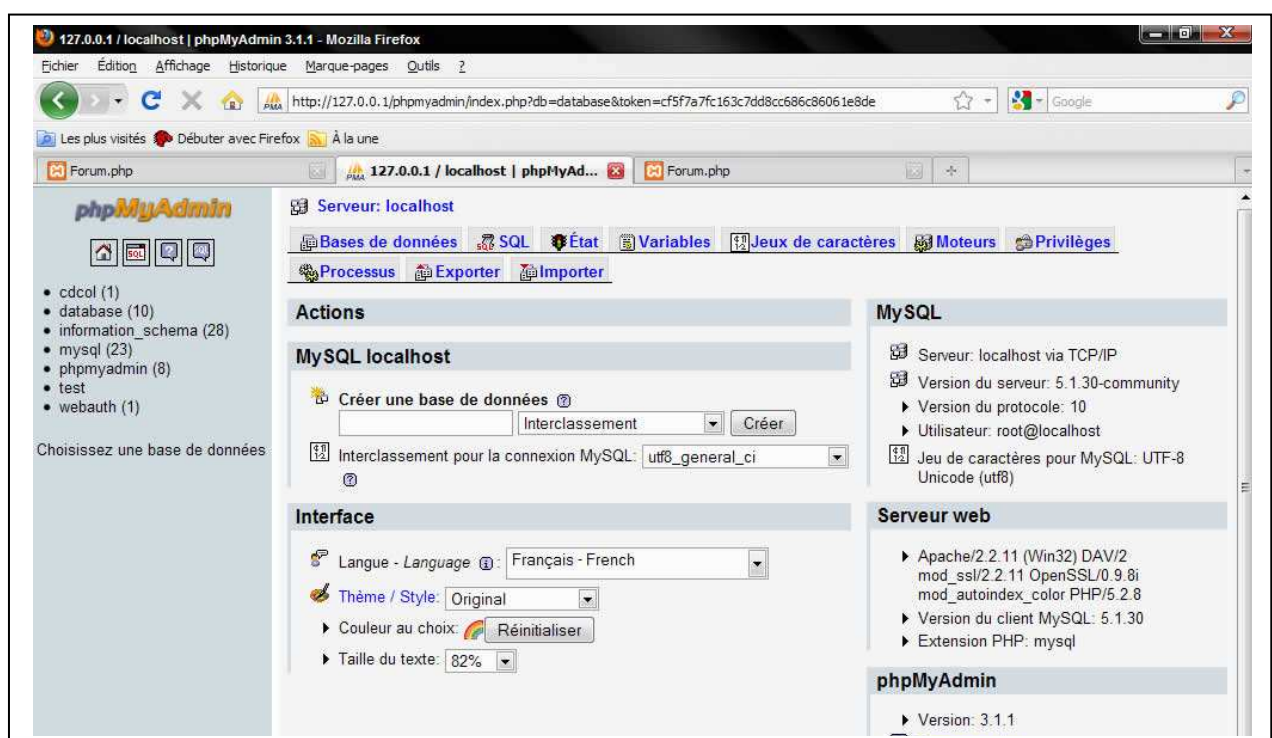 127.0.0.1 / localhost | phpMyAdmin 3.1.1 - Mozilla Firefox
Fichier Édition Affichage Historique Marque-pages Outils ?
http://127.0.0.1/phpmyadmin/index.php?db=database&token=cf5f7a7fc163c7dd8cc686c86061e8de
Google
Les plus visités Débuter avec Firefox À la une
Forum.php 127.0.0.1 / localhost | phpMyAd... Forum.php
phpMyAdmin
cdcol (1)
database (10)
information_schema (28)
mysql (23)
phpmyadmin (8)
test
webauth (1)
Choisissez une base de données
Serveur: localhost
Bases de données SQL État Variables Jeux de caractères Moteurs Privilèges
Processus Exporter Importer
Actions
MySQL localhost
Créer une base de données
Interclassement Créer
Interclassement pour la connexion MySQL: utf8_general_ci
Interface
Langue - Language : Français - French
Thème / Style: Original
Couleur au choix: Réinitialiser
Taille du texte: 82%
MySQL
Serveur: localhost via TCP/IP
Version du serveur: 5.1.30-community
Version du protocole: 10
Utilisateur: root@localhost
Jeu de caractères pour MySQL: UTF-8
Unicode (utf8)
Serveur web
Apache/2.2.11 (Win32) DAV/2
mod_ssl/2.2.11 OpenSSL/0.9.8i
mod_autoindex_color PHP/5.2.8
Version du client MySQL: 5.1.30
Extension PHP: mysql
phpMyAdmin
Version: 3.1.1